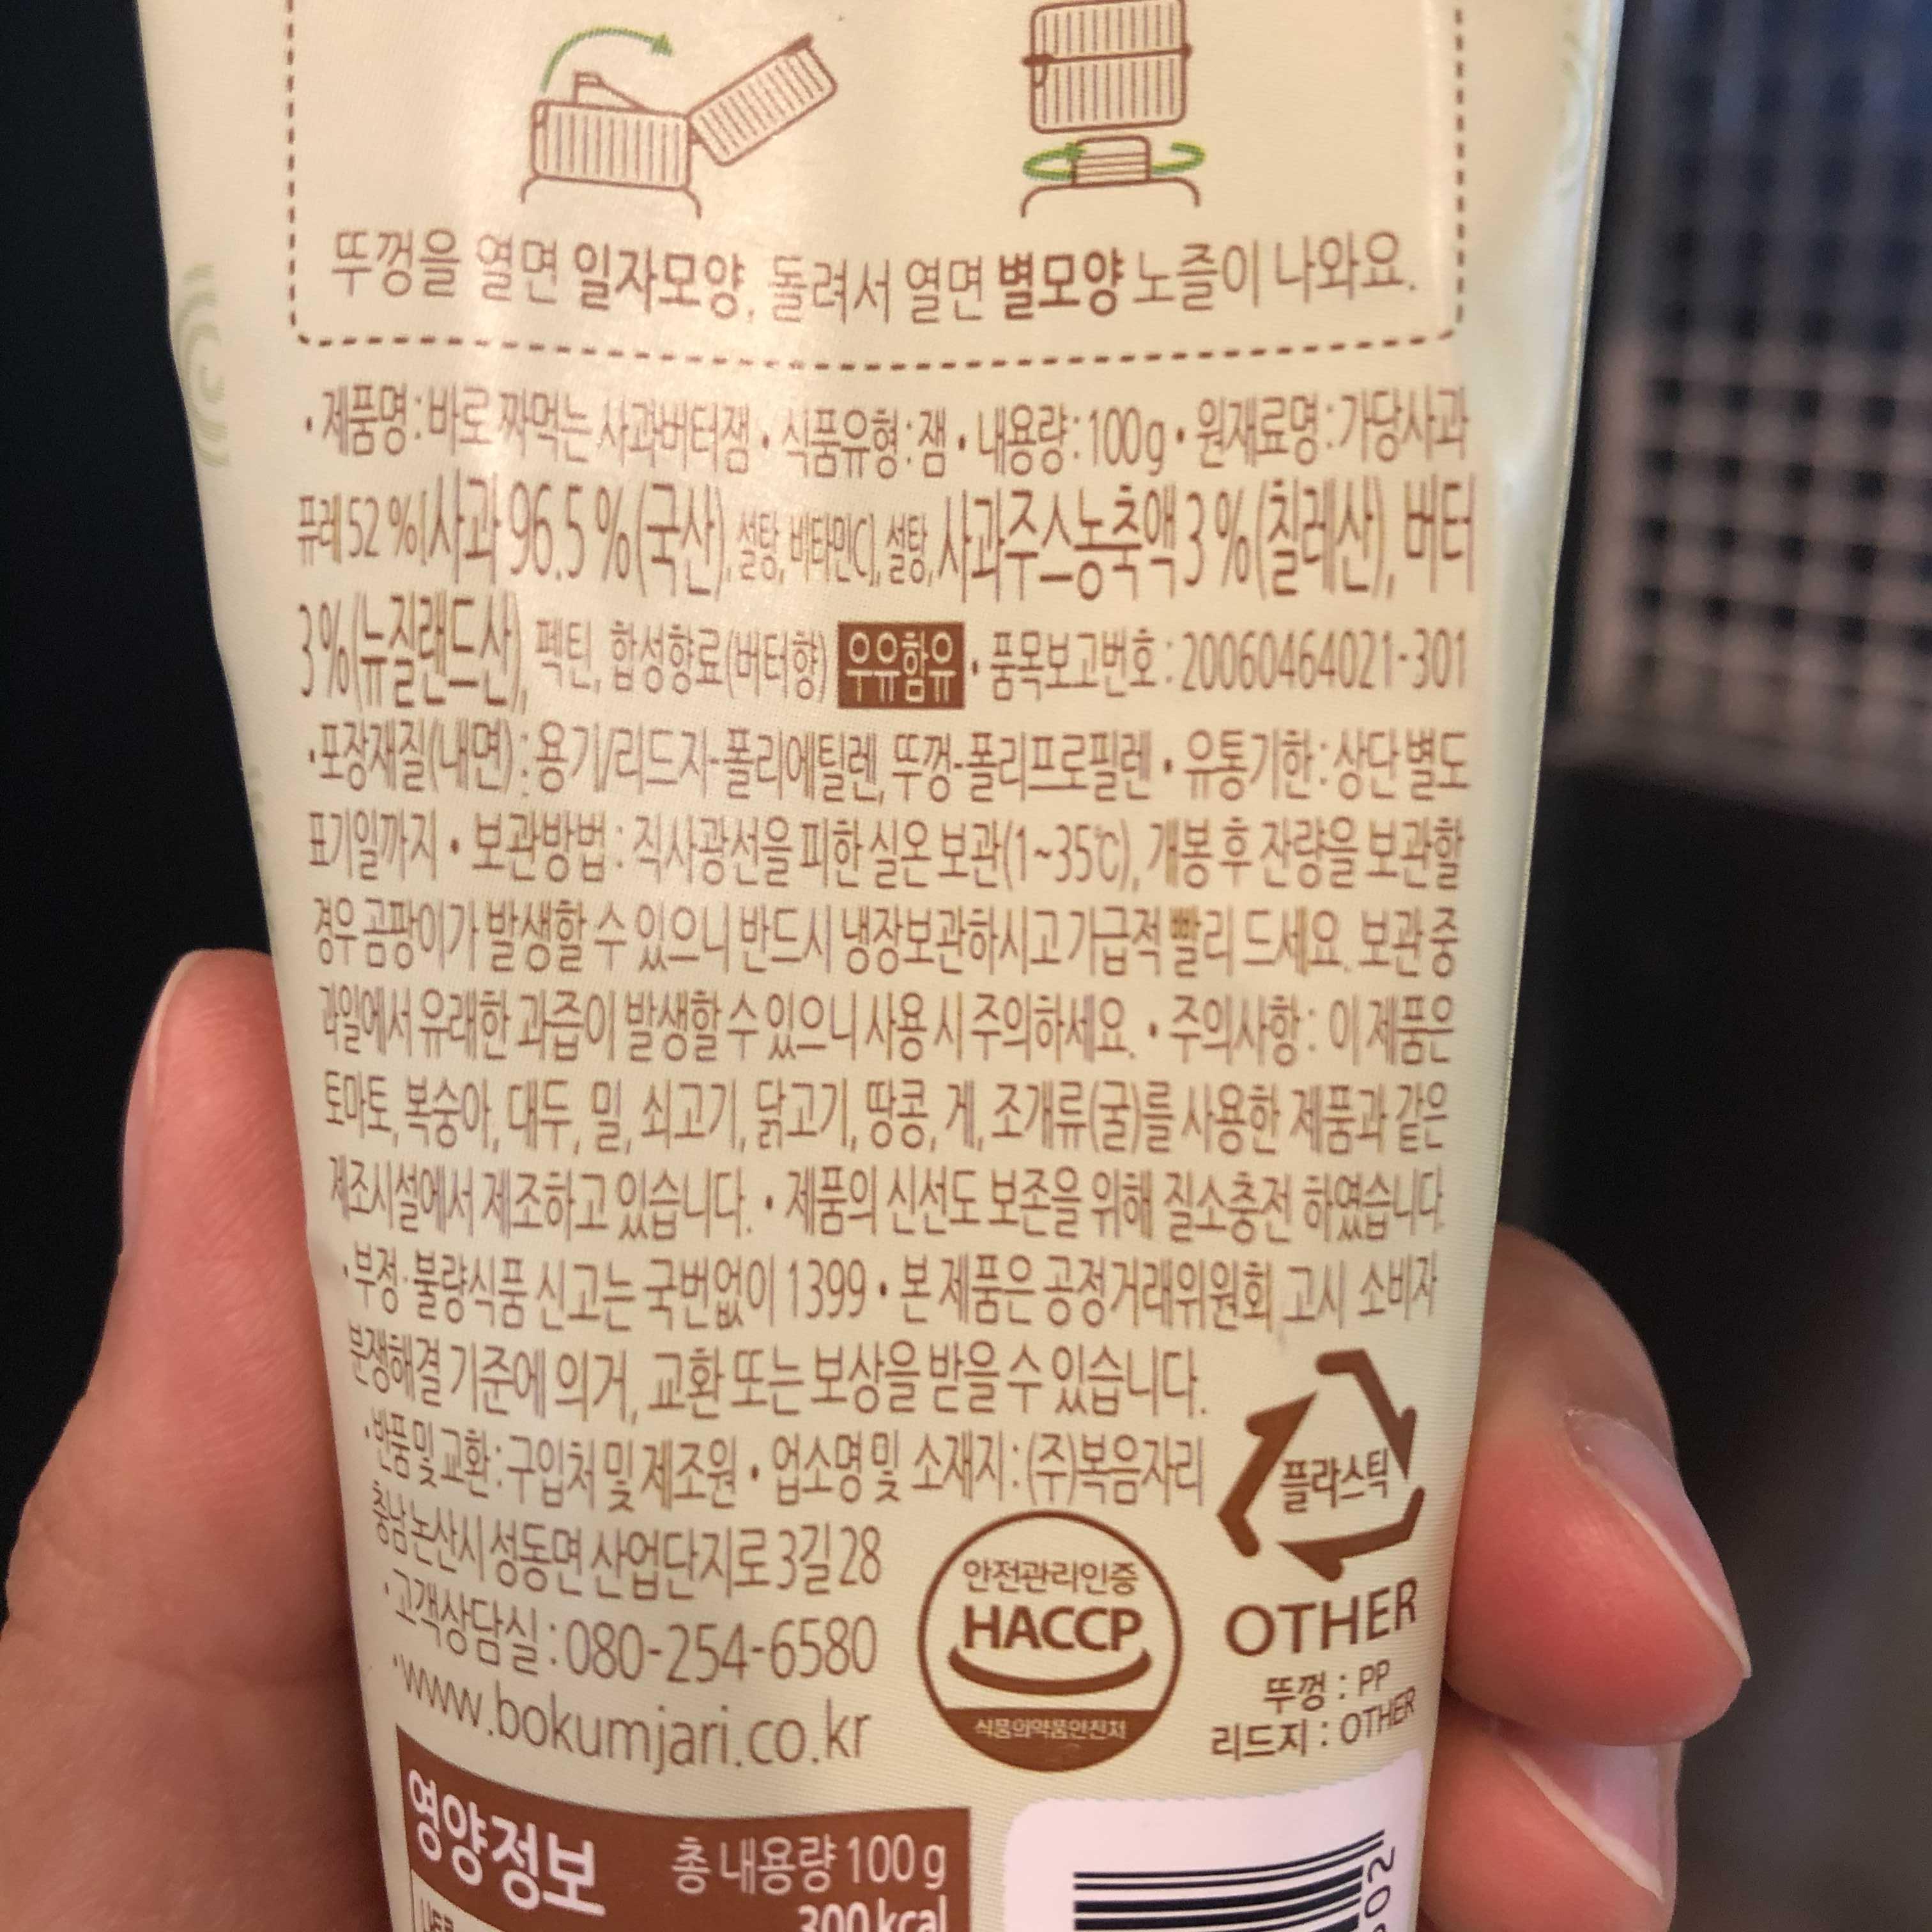 뚜껑을 열면 일자모양, 돌려서 열면 별모양 노즐이 나와요.
• 제품명 : 바로 짜먹는 사과버터잼 • 식품유형 : 잼 • 내용량 : 100g • 원재료명 : 가당사과
퓨레 52 %[사과 96.5 %(국산), 설탕, 비타민C], 설탕, 사과주스농축액 3 %(칠레산), 버터
3 %(뉴질랜드산), 펙틴, 합성향료(버터향) 우유함유 • 품목보고번호 : 20060464021-301
•포장재질(내면) : 용기/리드지-폴리에틸렌, 뚜껑-폴리프로필렌 • 유통기한 : 상단 별도
표기일까지 • 보관방법 : 직사광선을 피한 실온 보관(1~35℃), 개봉 후 잔량을 보관할
경우 곰팡이가 발생할 수 있으니 반드시 냉장보관하시고 가급적 빨리 드세요. 보관 중
과일에서 유래한 과즙이 발생할 수 있으니 사용 시 주의하세요. • 주의사항 : 이 제품은
토마토, 복숭아, 대두, 밀, 쇠고기, 닭고기, 땅콩, 게, 조개류(굴)를 사용한 제품과 같은
제조시설에서 제조하고 있습니다. • 제품의 신선도 보존을 위해 질소충전 하였습니다.
•부정·불량식품 신고는 국번없이 1399 • 본 제품은 공정거래위원회 고시 소비자
분쟁해결 기준에 의거, 교환 또는 보상을 받을 수 있습니다.
•반품 및 교환 : 구입처 및 제조원 • 업소명 및 소재지 : (주)복음자리
충남 논산시 성동면 산업단지로 3길 28
•고객상담실 : 080-254-6580
•www.bokumjari.co.kr
안전관리인증
HACCP
식품의약품안전처
플라스틱
OTHER
뚜껑 : PP
리드지 : OTHER
영양정보 총 내용량 100 g
300 kcal